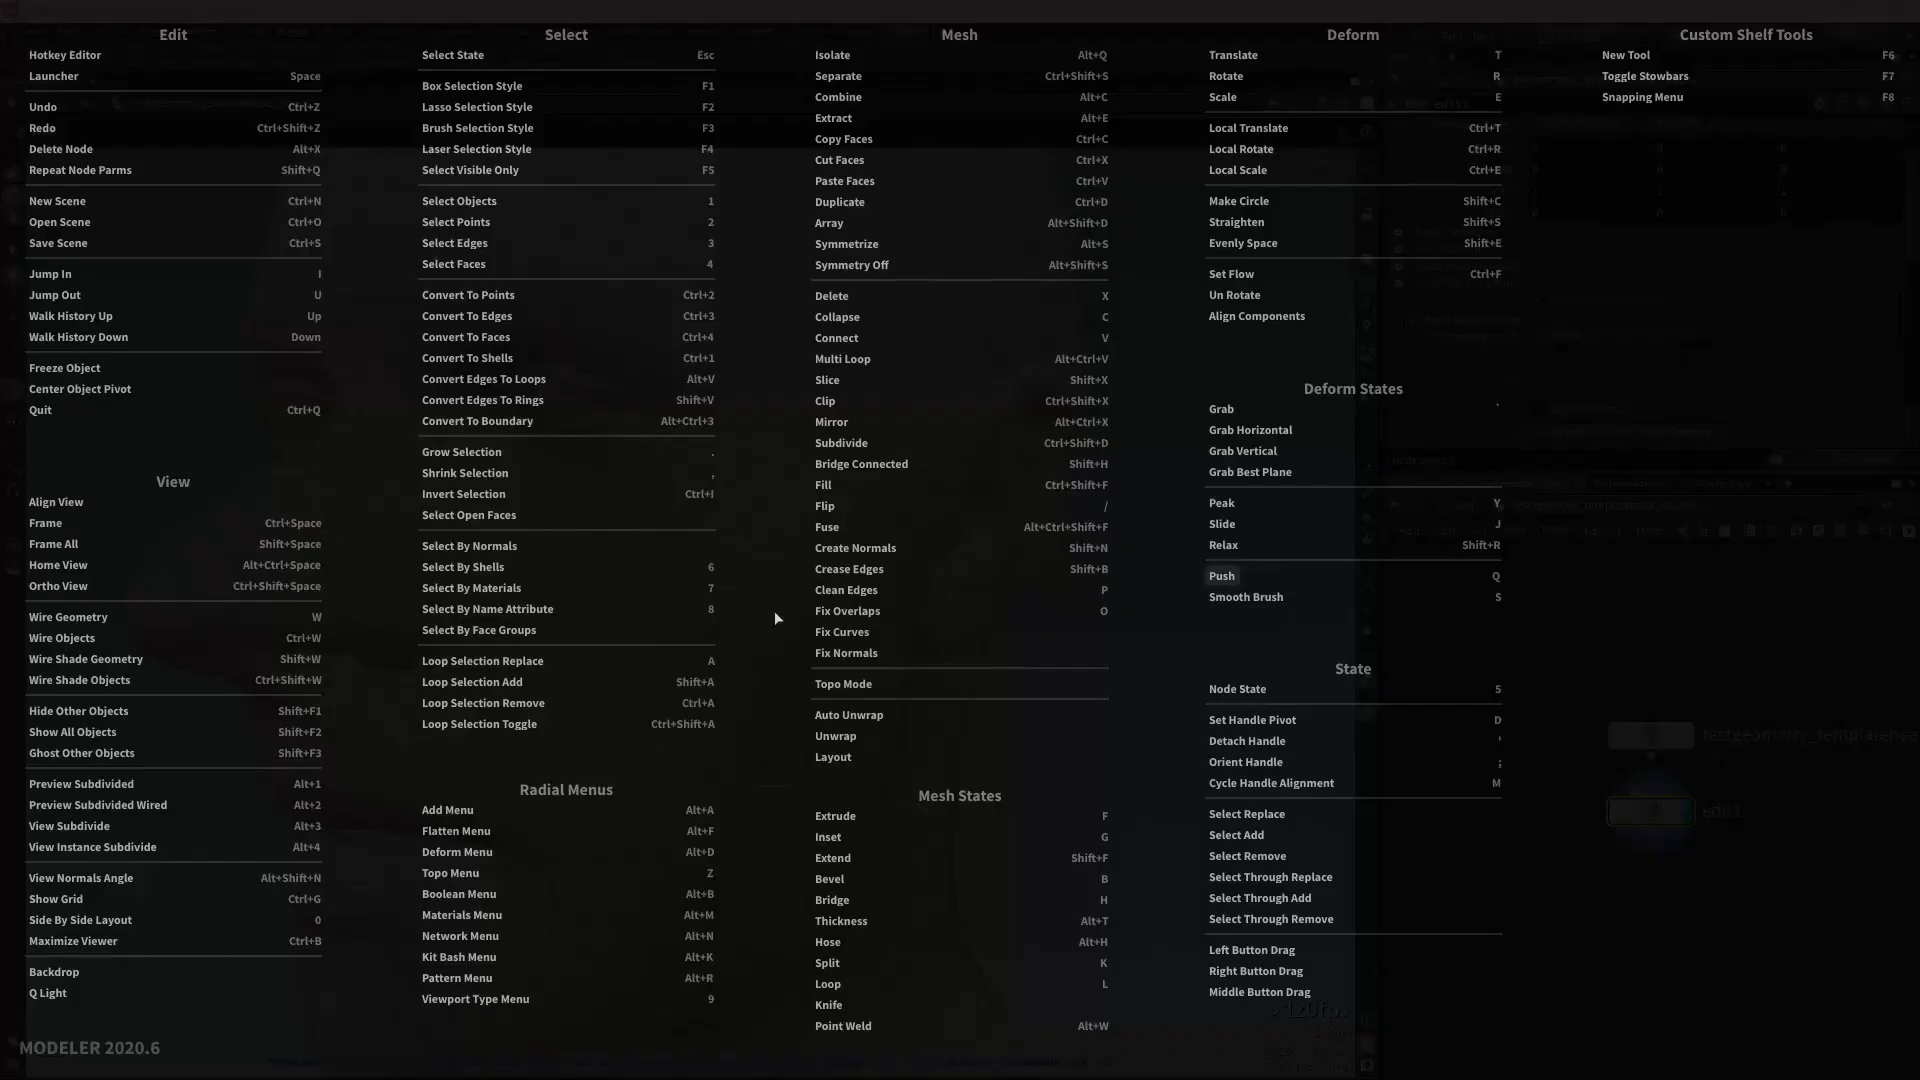 Edit
Hotkey Editor
Launcher Space
Undo Ctrl+Z
Redo Ctrl+Shift+Z
Delete Node Alt+X
Repeat Node Parms Shift+Q
New Scene Ctrl+N
Open Scene Ctrl+O
Save Scene Ctrl+S
Jump In I
Jump Out U
Walk History Up Up
Walk History Down Down
Freeze Object
Center Object Pivot
Quit Ctrl+Q
View
Align View
Frame Ctrl+Space
Frame All Shift+Space
Home View Alt+Ctrl+Space
Ortho View Ctrl+Shift+Space
Wire Geometry W
Wire Objects Ctrl+W
Wire Shade Geometry Shift+W
Wire Shade Objects Ctrl+Shift+W
Hide Other Objects Shift+F1
Show All Objects Shift+F2
Ghost Other Objects Shift+F3
Preview Subdivided Alt+1
Preview Subdivided Wired Alt+2
View Subdivide Alt+3
View Instance Subdivide Alt+4
View Normals Angle Alt+Shift+N
Show Grid Ctrl+G
Side By Side Layout 0
Maximize Viewer Ctrl+B
Backdrop
Q Light
MODELER 2020.6
Select
Select State Esc
Box Selection Style F1
Lasso Selection Style F2
Brush Selection Style F3
Laser Selection Style F4
Select Visible Only F5
Select Objects 1
Select Points 2
Select Edges 3
Select Faces 4
Convert To Points Ctrl+2
Convert To Edges Ctrl+3
Convert To Faces Ctrl+4
Convert To Shells Ctrl+1
Convert Edges To Loops Alt+V
Convert Edges To Rings Shift+V
Convert To Boundary Alt+Ctrl+3
Grow Selection .
Shrink Selection ,
Invert Selection Ctrl+I
Select Open Faces
Select By Normals
Select By Shells 6
Select By Materials 7
Select By Name Attribute 8
Select By Face Groups
Loop Selection Replace A
Loop Selection Add Shift+A
Loop Selection Remove Ctrl+A
Loop Selection Toggle Ctrl+Shift+A
Radial Menus
Add Menu Alt+A
Flatten Menu Alt+F
Deform Menu Alt+D
Topo Menu Z
Boolean Menu Alt+B
Materials Menu Alt+M
Network Menu Alt+N
Kit Bash Menu Alt+K
Pattern Menu Alt+R
Viewport Type Menu 9
Mesh
Isolate Alt+Q
Separate Ctrl+Shift+S
Combine Alt+C
Extract Alt+E
Copy Faces Ctrl+C
Cut Faces Ctrl+X
Paste Faces Ctrl+V
Duplicate Ctrl+D
Array Alt+Shift+D
Symmetrize Alt+S
Symmetry Off Alt+Shift+S
Delete X
Collapse C
Connect V
Multi Loop Alt+Ctrl+V
Slice Shift+X
Clip Ctrl+Shift+X
Mirror Alt+Ctrl+X
Subdivide Ctrl+Shift+D
Bridge Connected Shift+H
Fill Ctrl+Shift+F
Flip /
Fuse Alt+Ctrl+Shift+F
Create Normals Shift+N
Crease Edges Shift+B
Clean Edges P
Fix Overlaps O
Fix Curves
Fix Normals
Topo Mode
Auto Unwrap
Unwrap
Layout
Mesh States
Extrude F
Inset G
Extend Shift+F
Bevel B
Bridge H
Thickness Alt+T
Hose Alt+H
Split K
Loop L
Knife
Point Weld Alt+W
Deform
Translate T
Rotate R
Scale E
Local Translate Ctrl+T
Local Rotate Ctrl+R
Local Scale Ctrl+E
Make Circle Shift+C
Straighten Shift+S
Evenly Space Shift+E
Set Flow Ctrl+F
Un Rotate
Align Components
Deform States
Grab `
Grab Horizontal
Grab Vertical
Grab Best Plane
Peak Y
Slide J
Relax Shift+R
Push Q
Smooth Brush S
State
Node State 5
Set Handle Pivot D
Detach Handle '
Orient Handle ;
Cycle Handle Alignment M
Select Replace
Select Add
Select Remove
Select Through Replace
Select Through Add
Select Through Remove
Left Button Drag
Right Button Drag
Middle Button Drag
>120fps
Custom Shelf Tools
New Tool F6
Toggle Stowbars F7
Snapping Menu F8
edit1